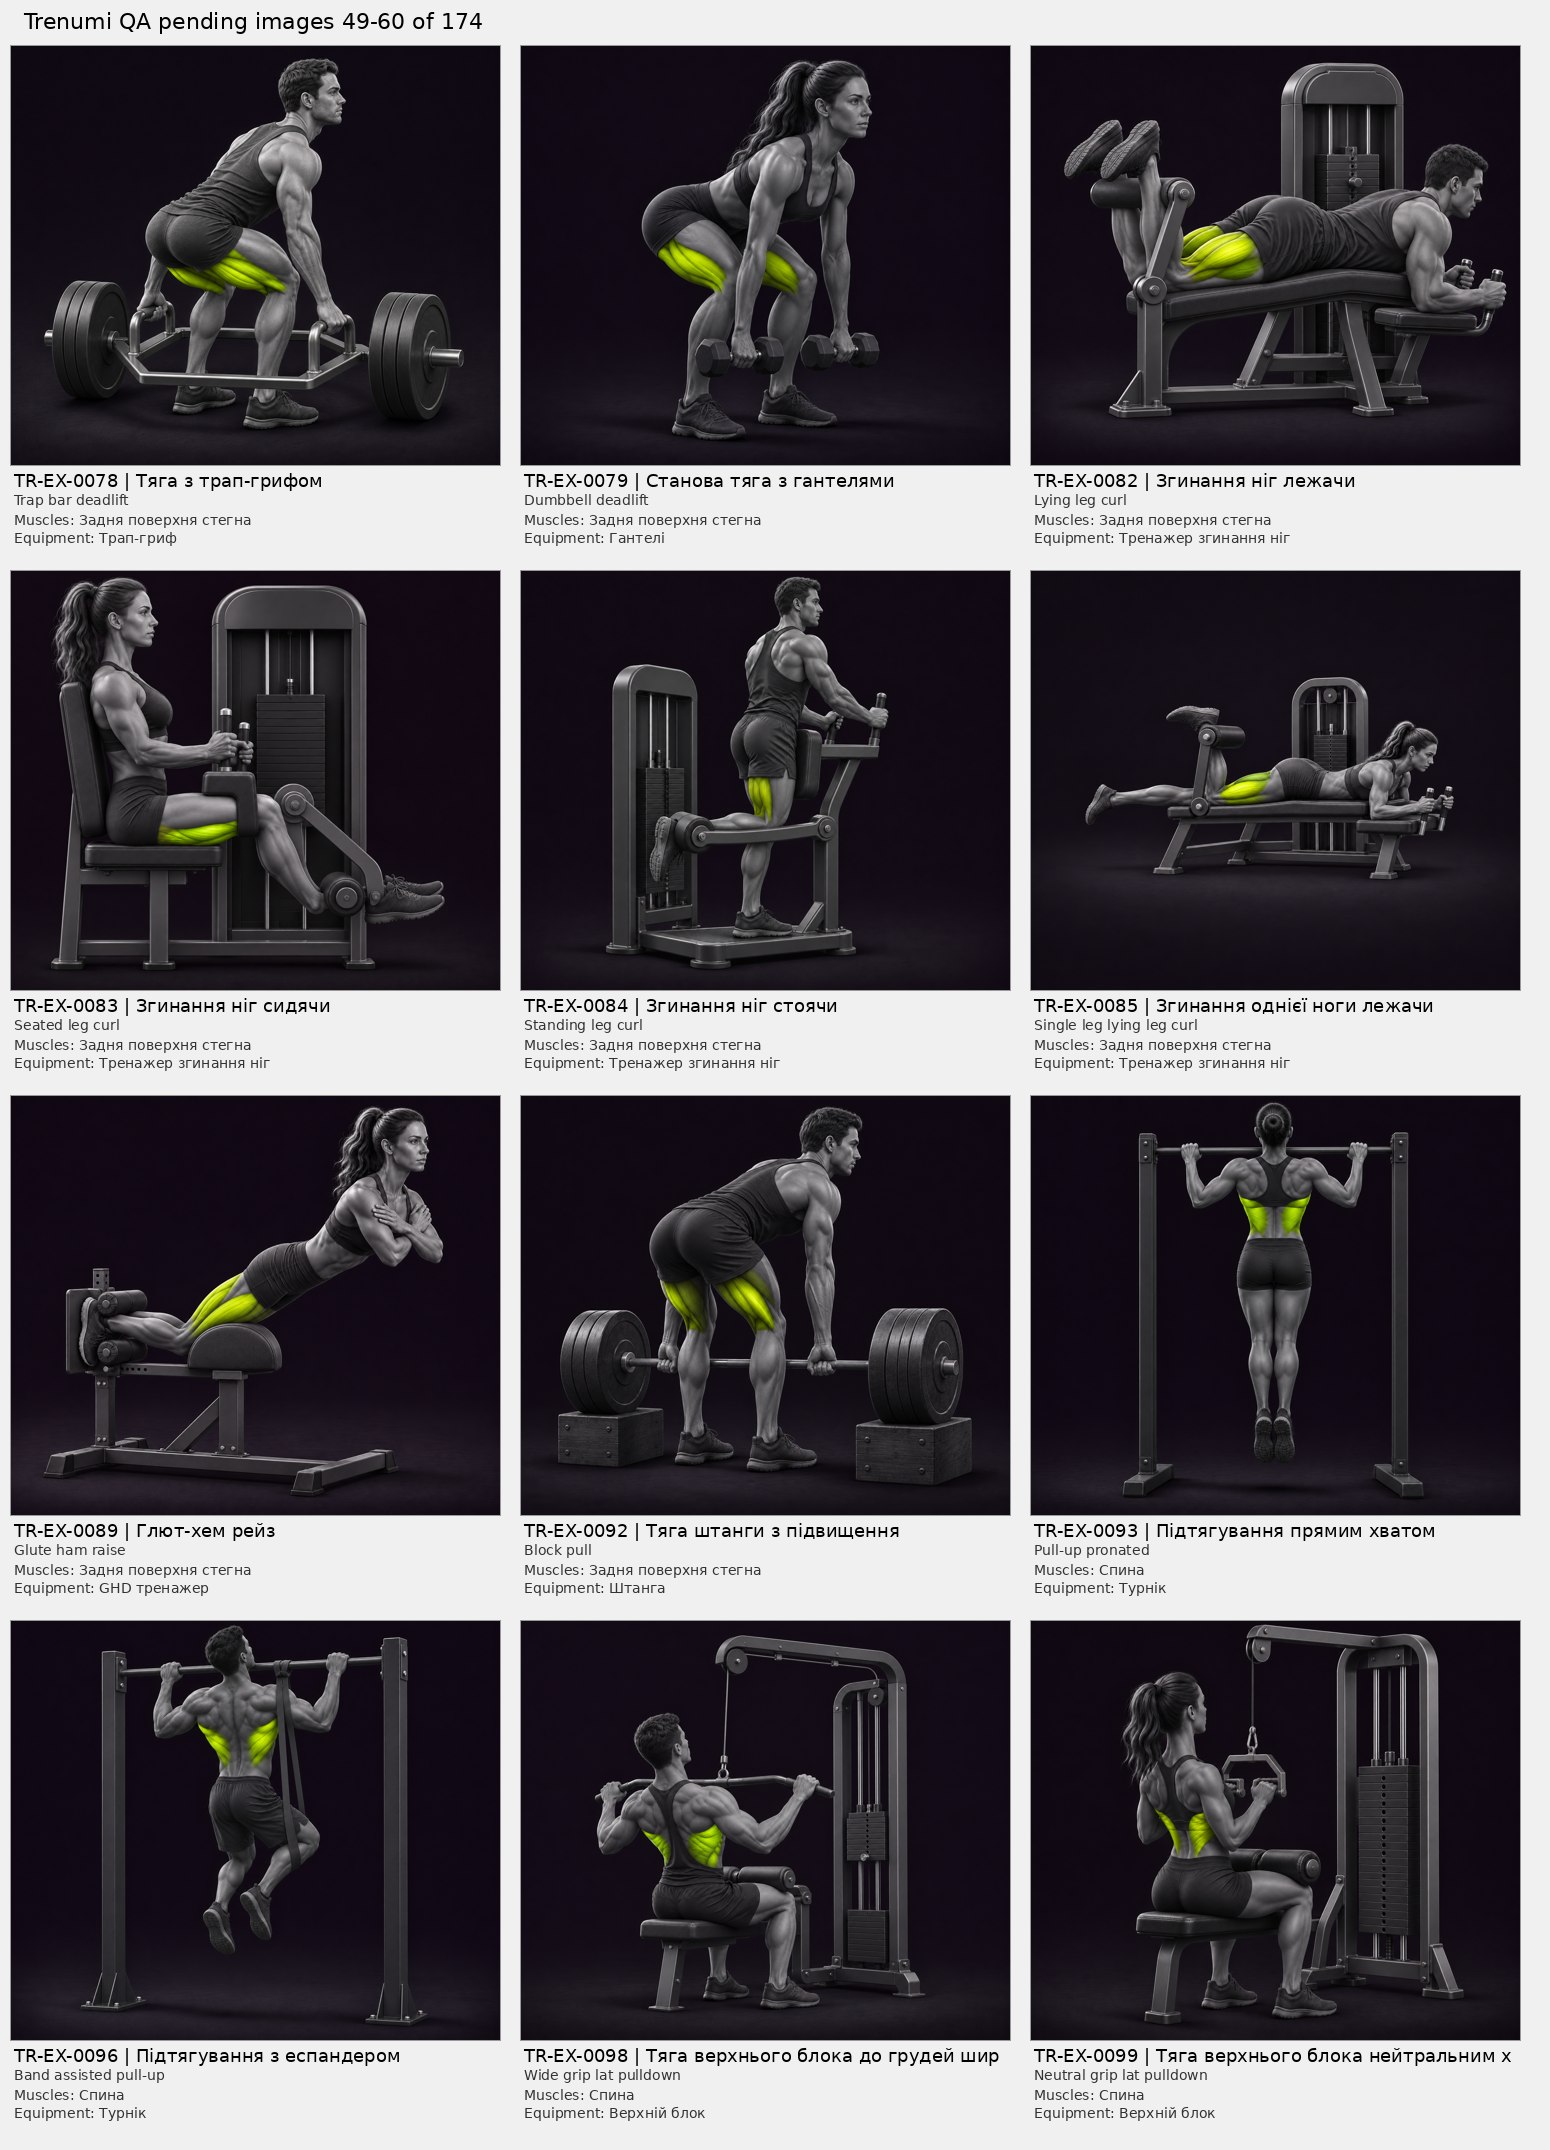 Trenumi QA pending images 49-60 of 174
TR-EX-0078 | Тяга з трап-грифом
Trap bar deadlift
Muscles: Задня поверхня стегна
Equipment: Трап-гриф
TR-EX-0079 | Станова тяга з гантелями
Dumbbell deadlift
Muscles: Задня поверхня стегна
Equipment: Гантелі
TR-EX-0082 | Згинання ніг лежачи
Lying leg curl
Muscles: Задня поверхня стегна
Equipment: Тренажер згинання ніг
TR-EX-0083 | Згинання ніг сидячи
Seated leg curl
Muscles: Задня поверхня стегна
Equipment: Тренажер згинання ніг
TR-EX-0084 | Згинання ніг стоячи
Standing leg curl
Muscles: Задня поверхня стегна
Equipment: Тренажер згинання ніг
TR-EX-0085 | Згинання однієї ноги лежачи
Single leg lying leg curl
Muscles: Задня поверхня стегна
Equipment: Тренажер згинання ніг
TR-EX-0089 | Глют-хем рейз
Glute ham raise
Muscles: Задня поверхня стегна
Equipment: GHD тренажер
TR-EX-0092 | Тяга штанги з підвищення
Block pull
Muscles: Задня поверхня стегна
Equipment: Штанга
TR-EX-0093 | Підтягування прямим хватом
Pull-up pronated
Muscles: Спина
Equipment: Турнік
TR-EX-0096 | Підтягування з еспандером
Band assisted pull-up
Muscles: Спина
Equipment: Турнік
TR-EX-0098 | Тяга верхнього блока до грудей шир
Wide grip lat pulldown
Muscles: Спина
Equipment: Верхній блок
TR-EX-0099 | Тяга верхнього блока нейтральним х
Neutral grip lat pulldown
Muscles: Спина
Equipment: Верхній блок